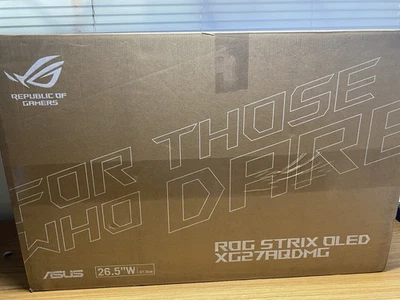 REPUBLIC OF
GAMERS
FOR THOSE
WHO DARE
ROG STRIX OLED
XG27AQDMG
ASUS
26.5"W